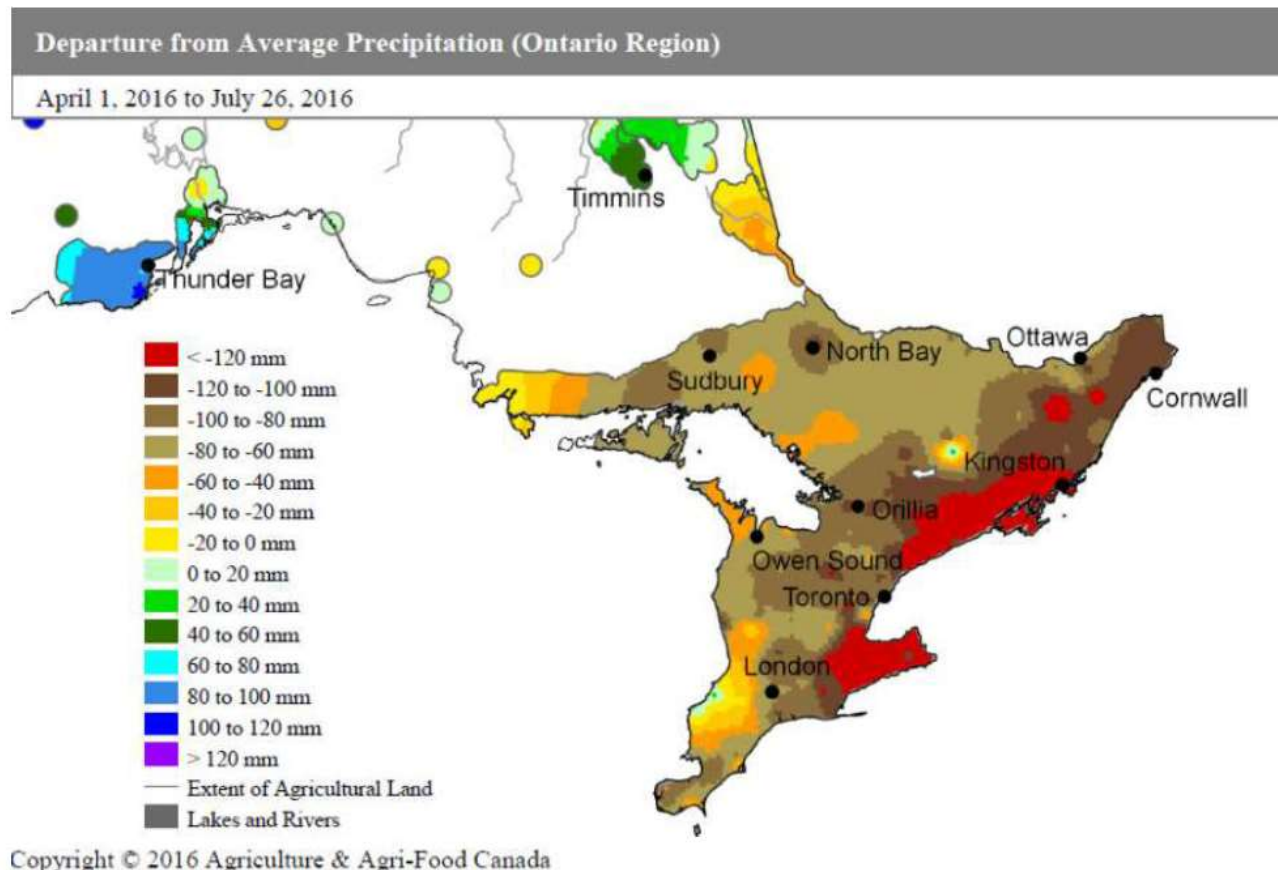 Departure from Average Precipitation (Ontario Region)
April 1, 2016 to July 26, 2016
Timmins
Thunder Bay
Ottawa
North Bay
Sudbury
Cornwall
Kingston
Orillia
Owen Sound
Toronto
London
< -120 mm
-120 to -100 mm
-100 to -80 mm
-80 to -60 mm
-60 to -40 mm
-40 to -20 mm
-20 to 0 mm
0 to 20 mm
20 to 40 mm
40 to 60 mm
60 to 80 mm
80 to 100 mm
100 to 120 mm
> 120 mm
Extent of Agricultural Land
Lakes and Rivers
Copyright © 2016 Agriculture & Agri-Food Canada